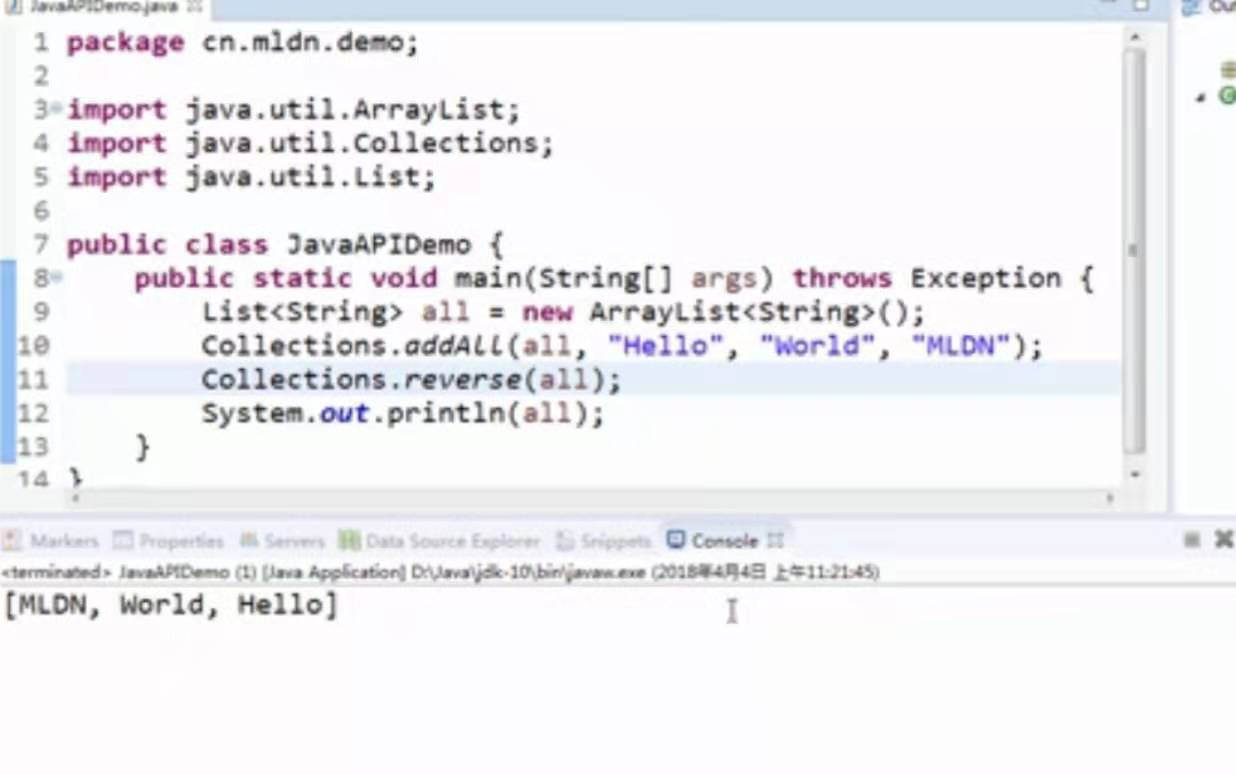 JavaAPIDemo.java
1 package cn.mldn.demo;
2
3 import java.util.ArrayList;
4 import java.util.Collections;
5 import java.util.List;
6
7 public class JavaAPIDemo {
8 public static void main(String[] args) throws Exception {
9 List<String> all = new ArrayList<String>();
10 Collections.addAll(all, "Hello", "World", "MLDN");
11 Collections.reverse(all);
12 System.out.println(all);
13 }
14 }
Markers Properties Servers Data Source Explorer Snippets Console
<terminated> JavaAPIDemo (1) [Java Application] D:\Java\jdk-10\bin\javaw.exe (2018年4月4日 上午11:21:45)
[MLDN, World, Hello]